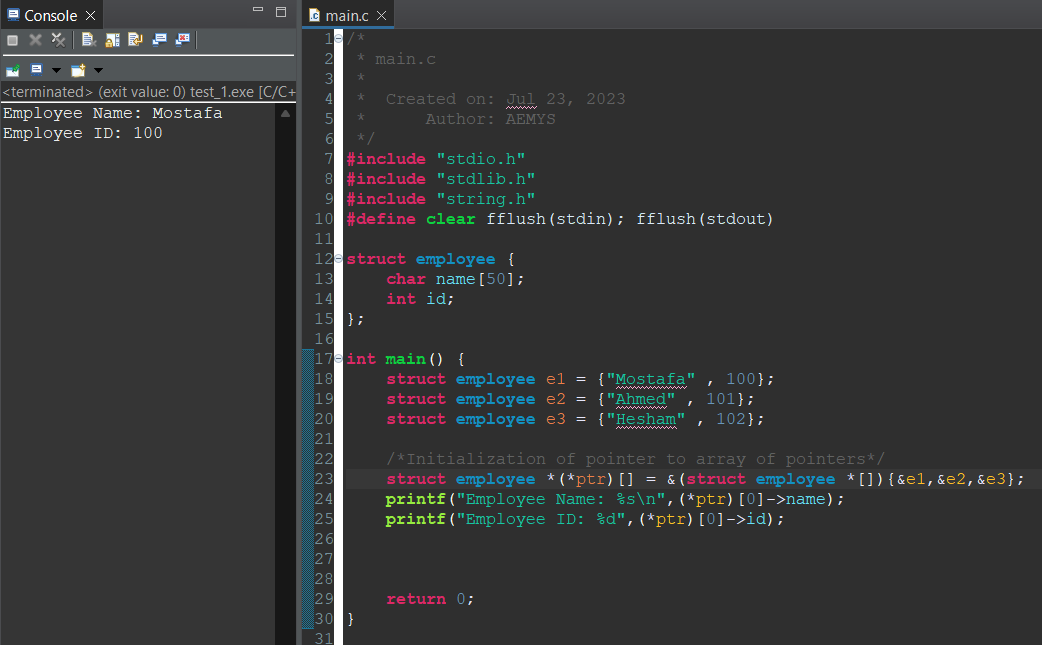 Console
<terminated> (exit value: 0) test_1.exe [C/C+
Employee Name: Mostafa
Employee ID: 100
main.c
1 /*
2  * main.c
3  *
4  *  Created on: Jul 23, 2023
5  *      Author: AEMYS
6  */
7 #include "stdio.h"
8 #include "stdlib.h"
9 #include "string.h"
10 #define clear fflush(stdin); fflush(stdout)
11
12 struct employee {
13     char name[50];
14     int id;
15 };
16
17 int main() {
18     struct employee e1 = {"Mostafa" , 100};
19     struct employee e2 = {"Ahmed" , 101};
20     struct employee e3 = {"Hesham" , 102};
21
22     /*Initialization of pointer to array of pointers*/
23     struct employee *(*ptr)[] = &(struct employee *[]){&e1,&e2,&e3};
24     printf("Employee Name: %s\n",(*ptr)[0]->name);
25     printf("Employee ID: %d",(*ptr)[0]->id);
26
27
28
29     return 0;
30 }
31